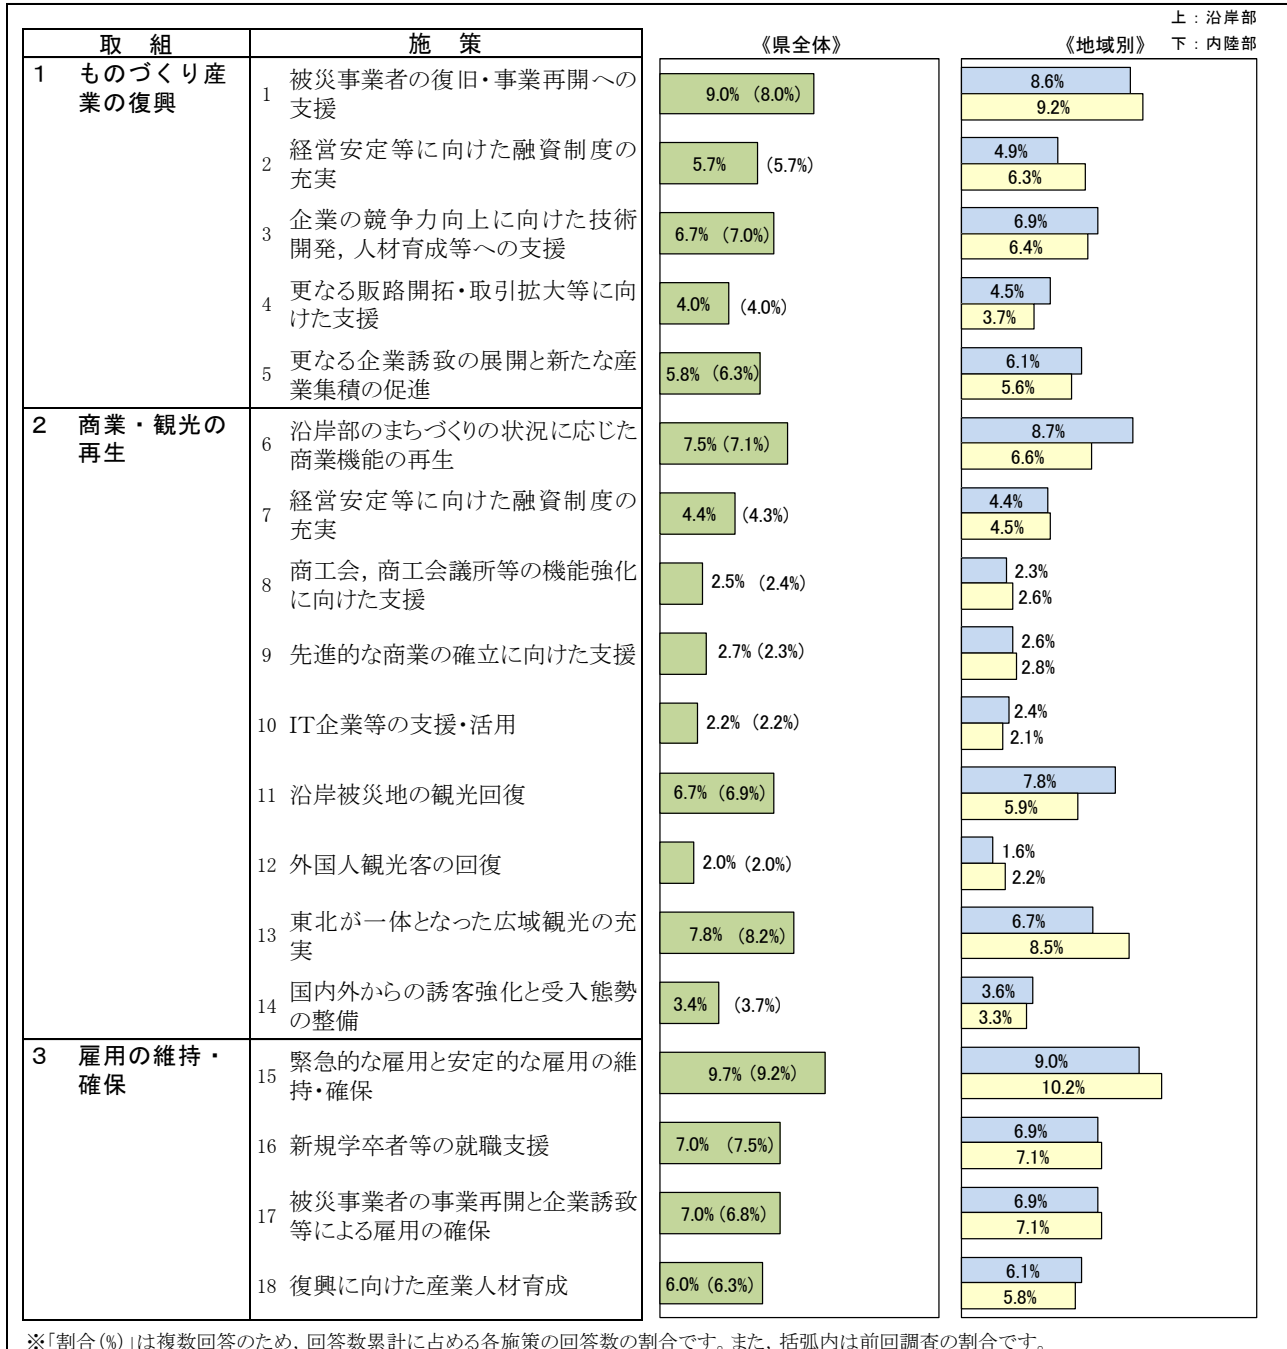 上：沿岸部
取　組　施　策　《県全体》　《地域別》　下：内陸部
1　ものづくり産
業の復興
1　被災事業者の復旧・事業再開への
支援
9.0% (8.0%)
8.6%
9.2%
2　経営安定等に向けた融資制度の
充実
5.7% (5.7%)
4.9%
6.3%
3　企業の競争力向上に向けた技術
開発，人材育成等への支援
6.7% (7.0%)
6.9%
6.4%
4　更なる販路開拓・取引拡大等に向
けた支援
4.0% (4.0%)
4.5%
3.7%
5　更なる企業誘致の展開と新たな産
業集積の促進
5.8% (6.3%)
6.1%
5.6%
2　商業・観光の
再生
6　沿岸部のまちづくりの状況に応じた
商業機能の再生
7.5% (7.1%)
8.7%
6.6%
7　経営安定等に向けた融資制度の
充実
4.4% (4.3%)
4.4%
4.5%
8　商工会，商工会議所等の機能強化
に向けた支援
2.5% (2.4%)
2.3%
2.6%
9　先進的な商業の確立に向けた支援
2.7% (2.3%)
2.6%
2.8%
10　IT企業等の支援・活用
2.2% (2.2%)
2.4%
2.1%
11　沿岸被災地の観光回復
6.7% (6.9%)
7.8%
5.9%
12　外国人観光客の回復
2.0% (2.0%)
1.6%
2.2%
13　東北が一体となった広域観光の充
実
7.8% (8.2%)
6.7%
8.5%
14　国内外からの誘客強化と受入態勢
の整備
3.4% (3.7%)
3.6%
3.3%
3　雇用の維持・
確保
15　緊急的な雇用と安定的な雇用の維
持・確保
9.7% (9.2%)
9.0%
10.2%
16　新規学卒者等の就職支援
7.0% (7.5%)
6.9%
7.1%
17　被災事業者の事業再開と企業誘致
等による雇用の確保
7.0% (6.8%)
6.9%
7.1%
18　復興に向けた産業人材育成
6.0% (6.3%)
6.1%
5.8%
※「割合(%)」は複数回答のため，回答数累計に占める各施策の回答数の割合です。また，括弧内は前回調査の割合です。